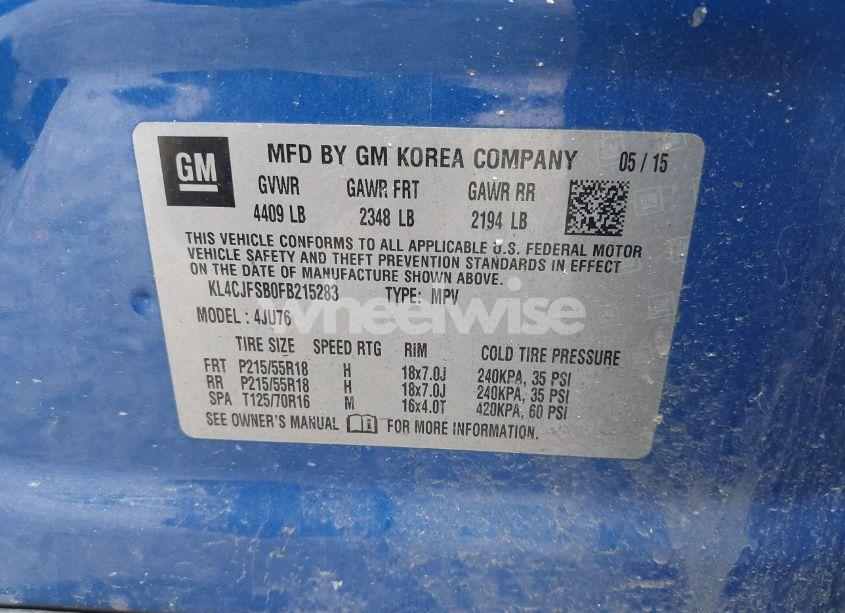 GM MFD BY GM KOREA COMPANY 05 / 15
GVWR GAWR FRT GAWR RR
4409 LB 2348 LB 2194 LB
THIS VEHICLE CONFORMS TO ALL APPLICABLE U.S. FEDERAL MOTOR
VEHICLE SAFETY AND THEFT PREVENTION STANDARDS IN EFFECT
ON THE DATE OF MANUFACTURE SHOWN ABOVE.
KL4CJFSB0FB215283 TYPE: MPV
MODEL : 4JU76
wheelwise
TIRE SIZE SPEED RTG RIM COLD TIRE PRESSURE
FRT P215/55R18 H 18x7.0J 240KPA, 35 PSI
RR P215/55R18 H 18x7.0J 240KPA, 35 PSI
SPA T125/70R16 M 16x4.0T 420KPA, 60 PSI
SEE OWNER'S MANUAL FOR MORE INFORMATION.